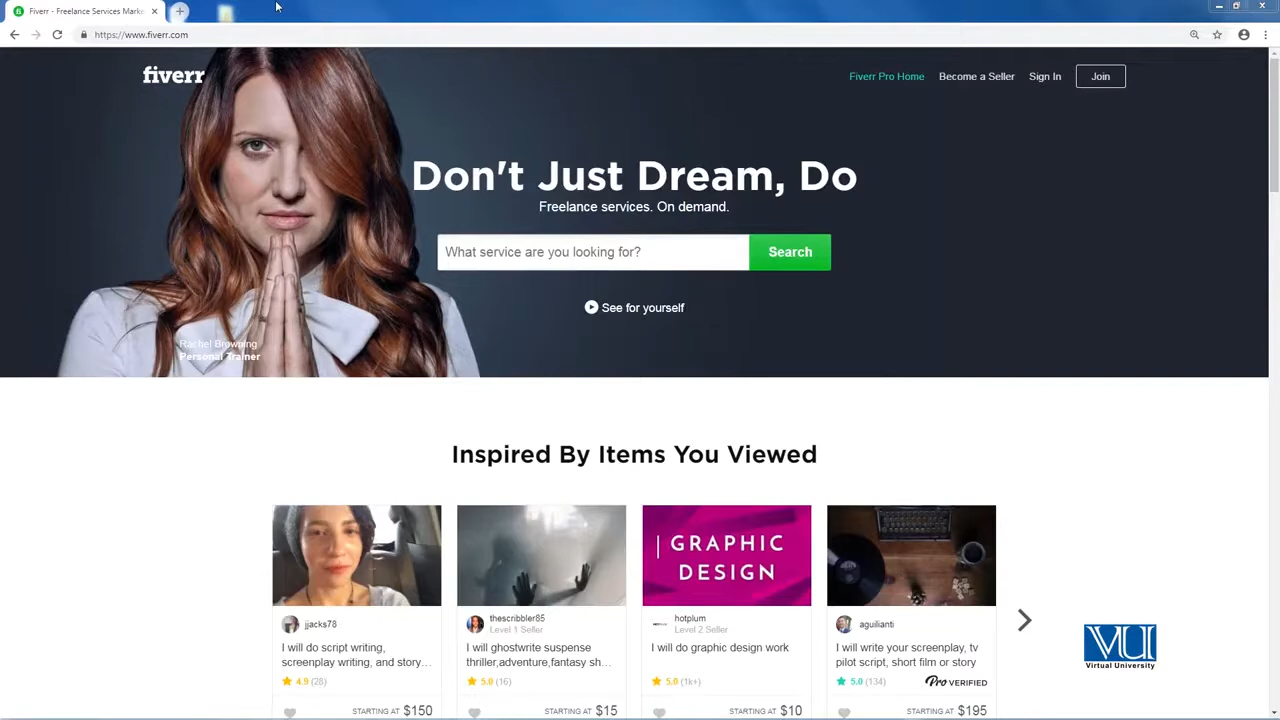 Fiverr - Freelance Services Marke
https://www.fiverr.com
fiverr
Fiverr Pro Home
Become a Seller
Sign In
Join
Don't Just Dream, Do
Freelance services. On demand.
What service are you looking for?
Search
See for yourself
Rachel Browning
Personal Trainer
Inspired By Items You Viewed
GRAPHIC
DESIGN
jjacks78
I will do script writing,
screenplay writing, and story...
4.9 (28)
STARTING AT $150
thescribbler85
Level 1 Seller
I will ghostwrite suspense
thriller,adventure,fantasy sh...
5.0 (16)
STARTING AT $15
hotplum
Level 2 Seller
I will do graphic design work
5.0 (1k+)
STARTING AT $10
aguilianti
I will write your screenplay, tv
pilot script, short film or story
5.0 (134)
Pro VERIFIED
STARTING AT $195
VU
Virtual University